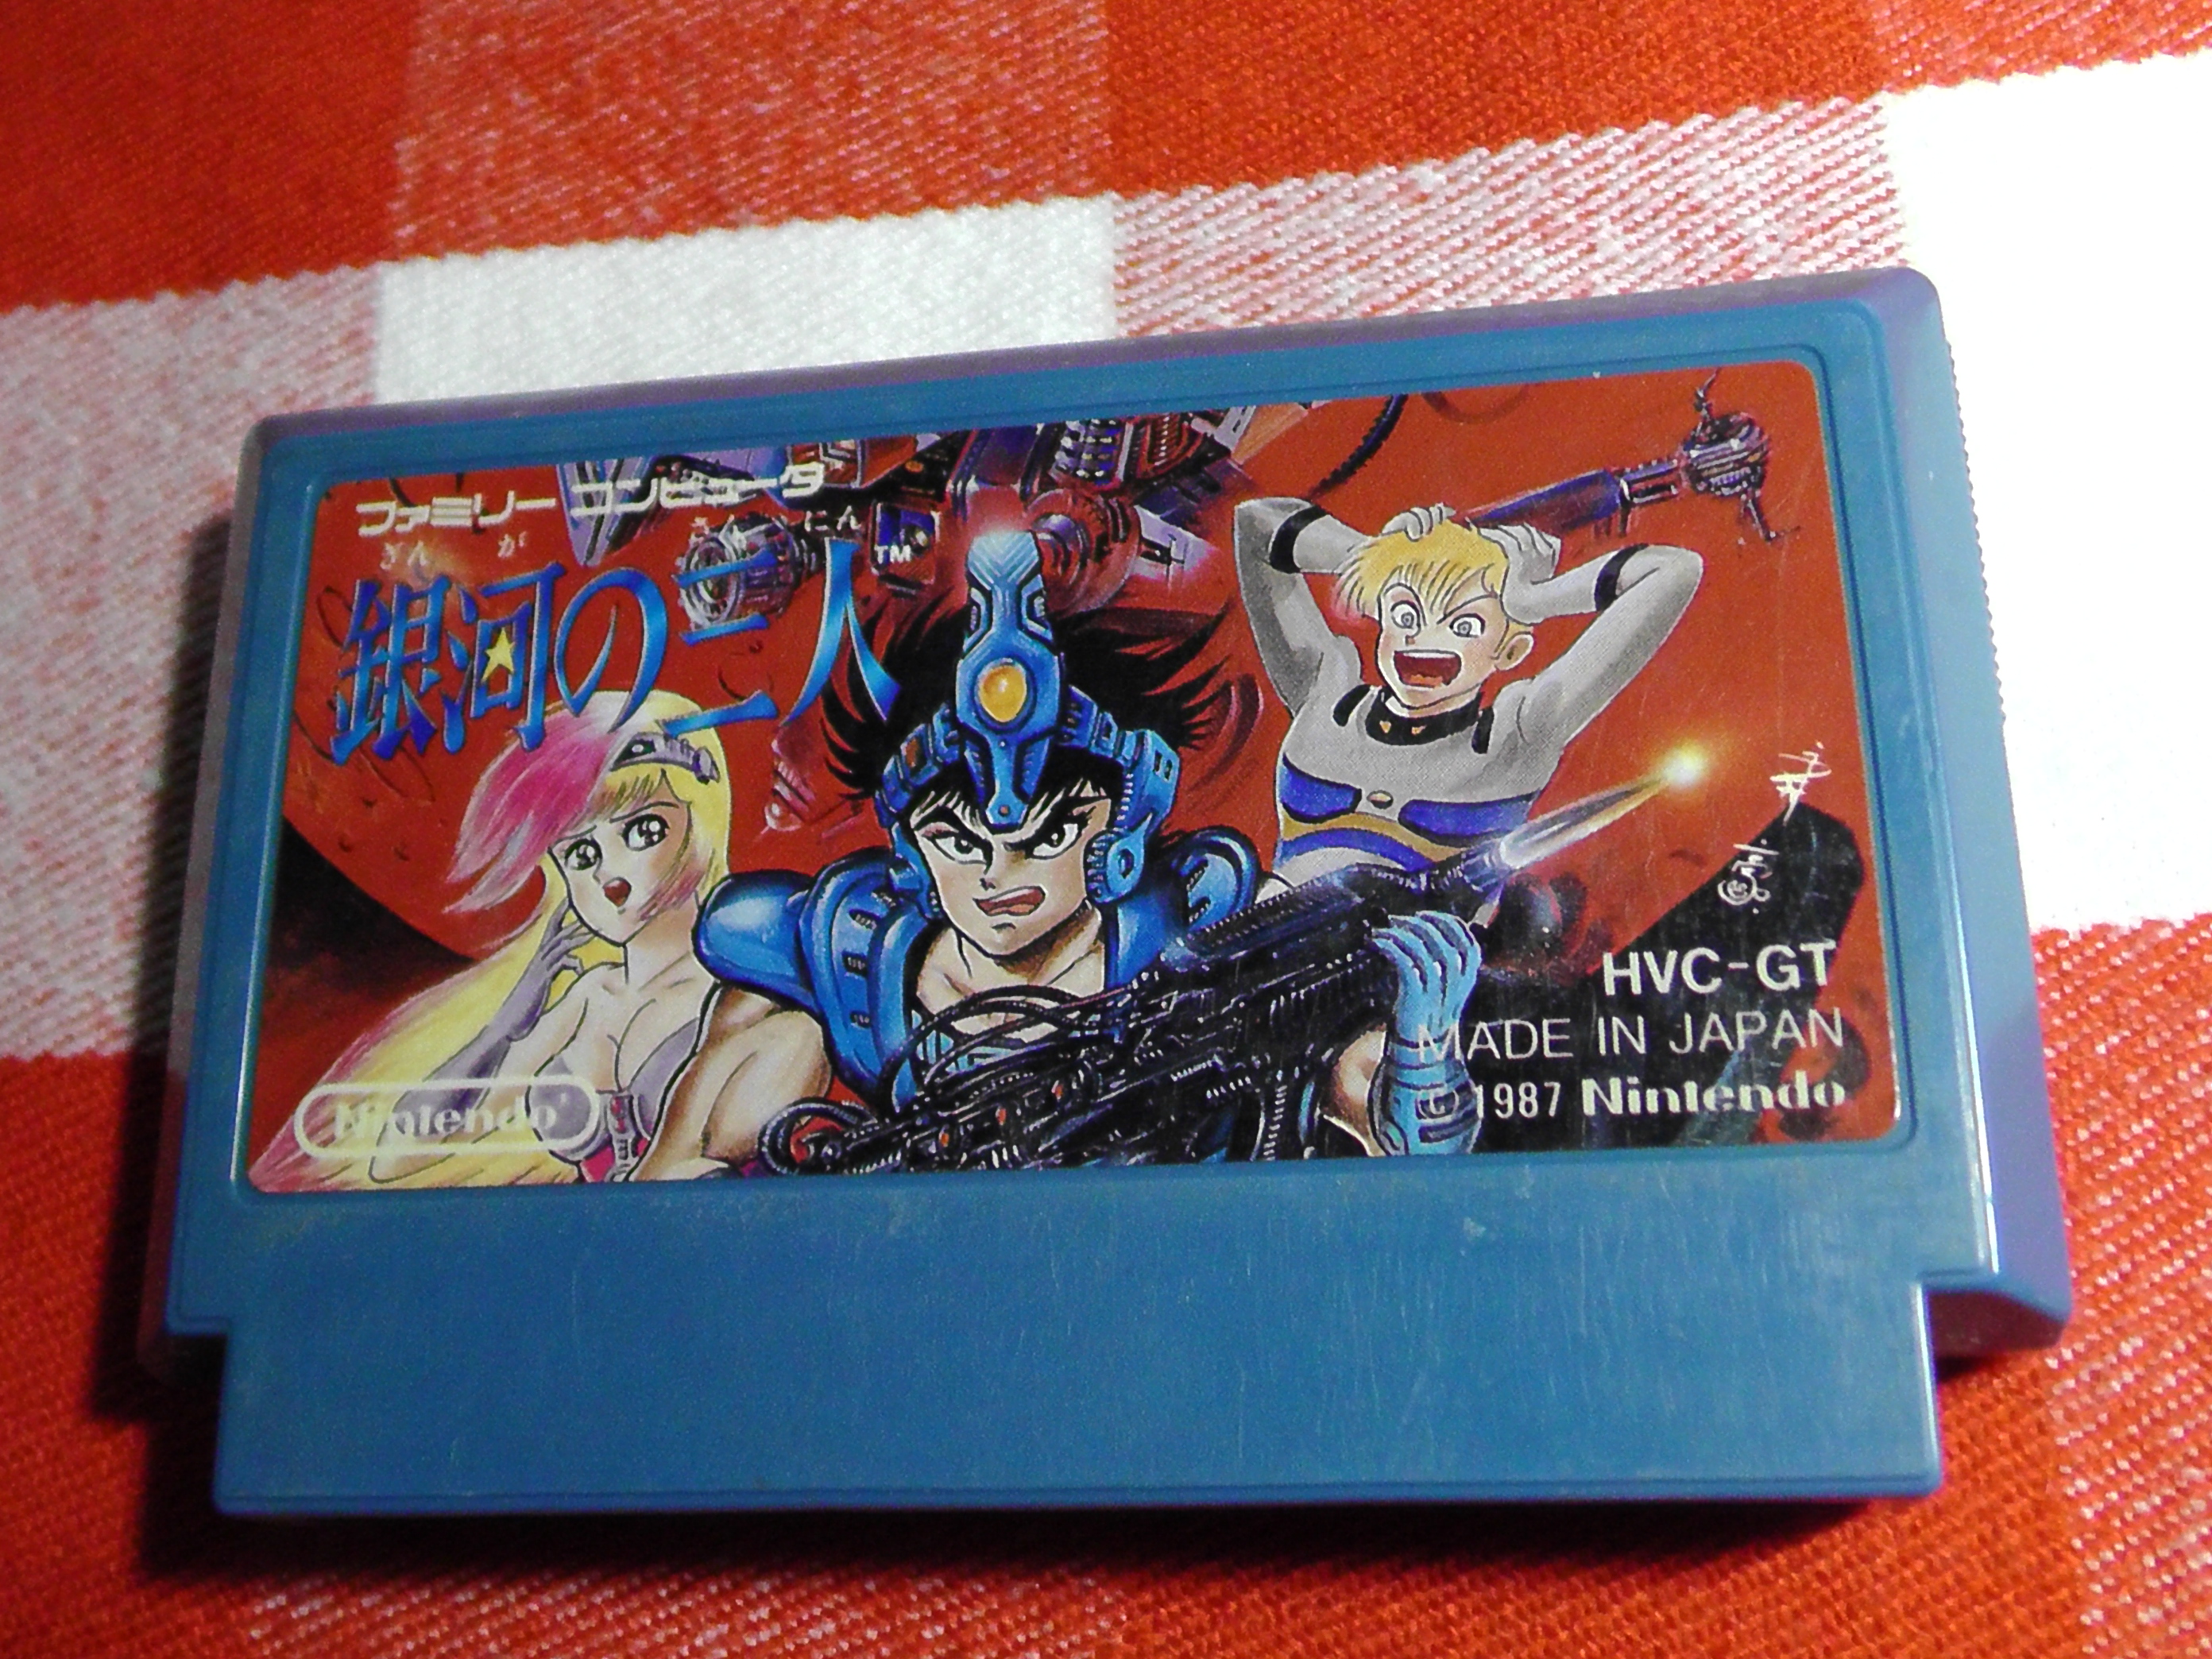 ファミリー コンピュータ
ぎん が さん にん
銀河の三人 TM
HVC-GT
MADE IN JAPAN
© 1987 Nintendo
Nintendo